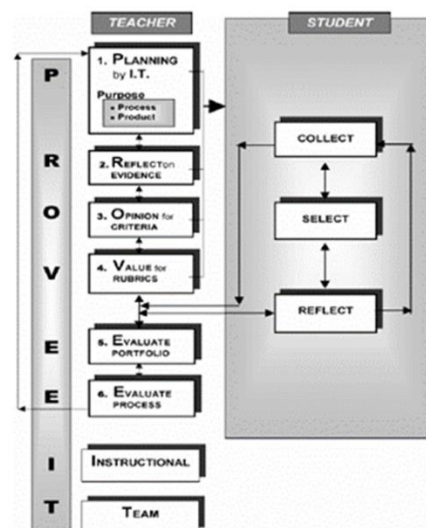 TEACHER
STUDENT
P
R
O
V
E
E
I
T
1. PLANNING
by I.T.
Purpose
• Process
• Product
2. REFLECT on
EVIDENCE
3. OPINION for
CRITERIA
4. VALUE for
RUBRICS
5. EVALUATE
PORTFOLIO
6. EVALUATE
PROCESS
INSTRUCTIONAL
TEAM
COLLECT
SELECT
REFLECT